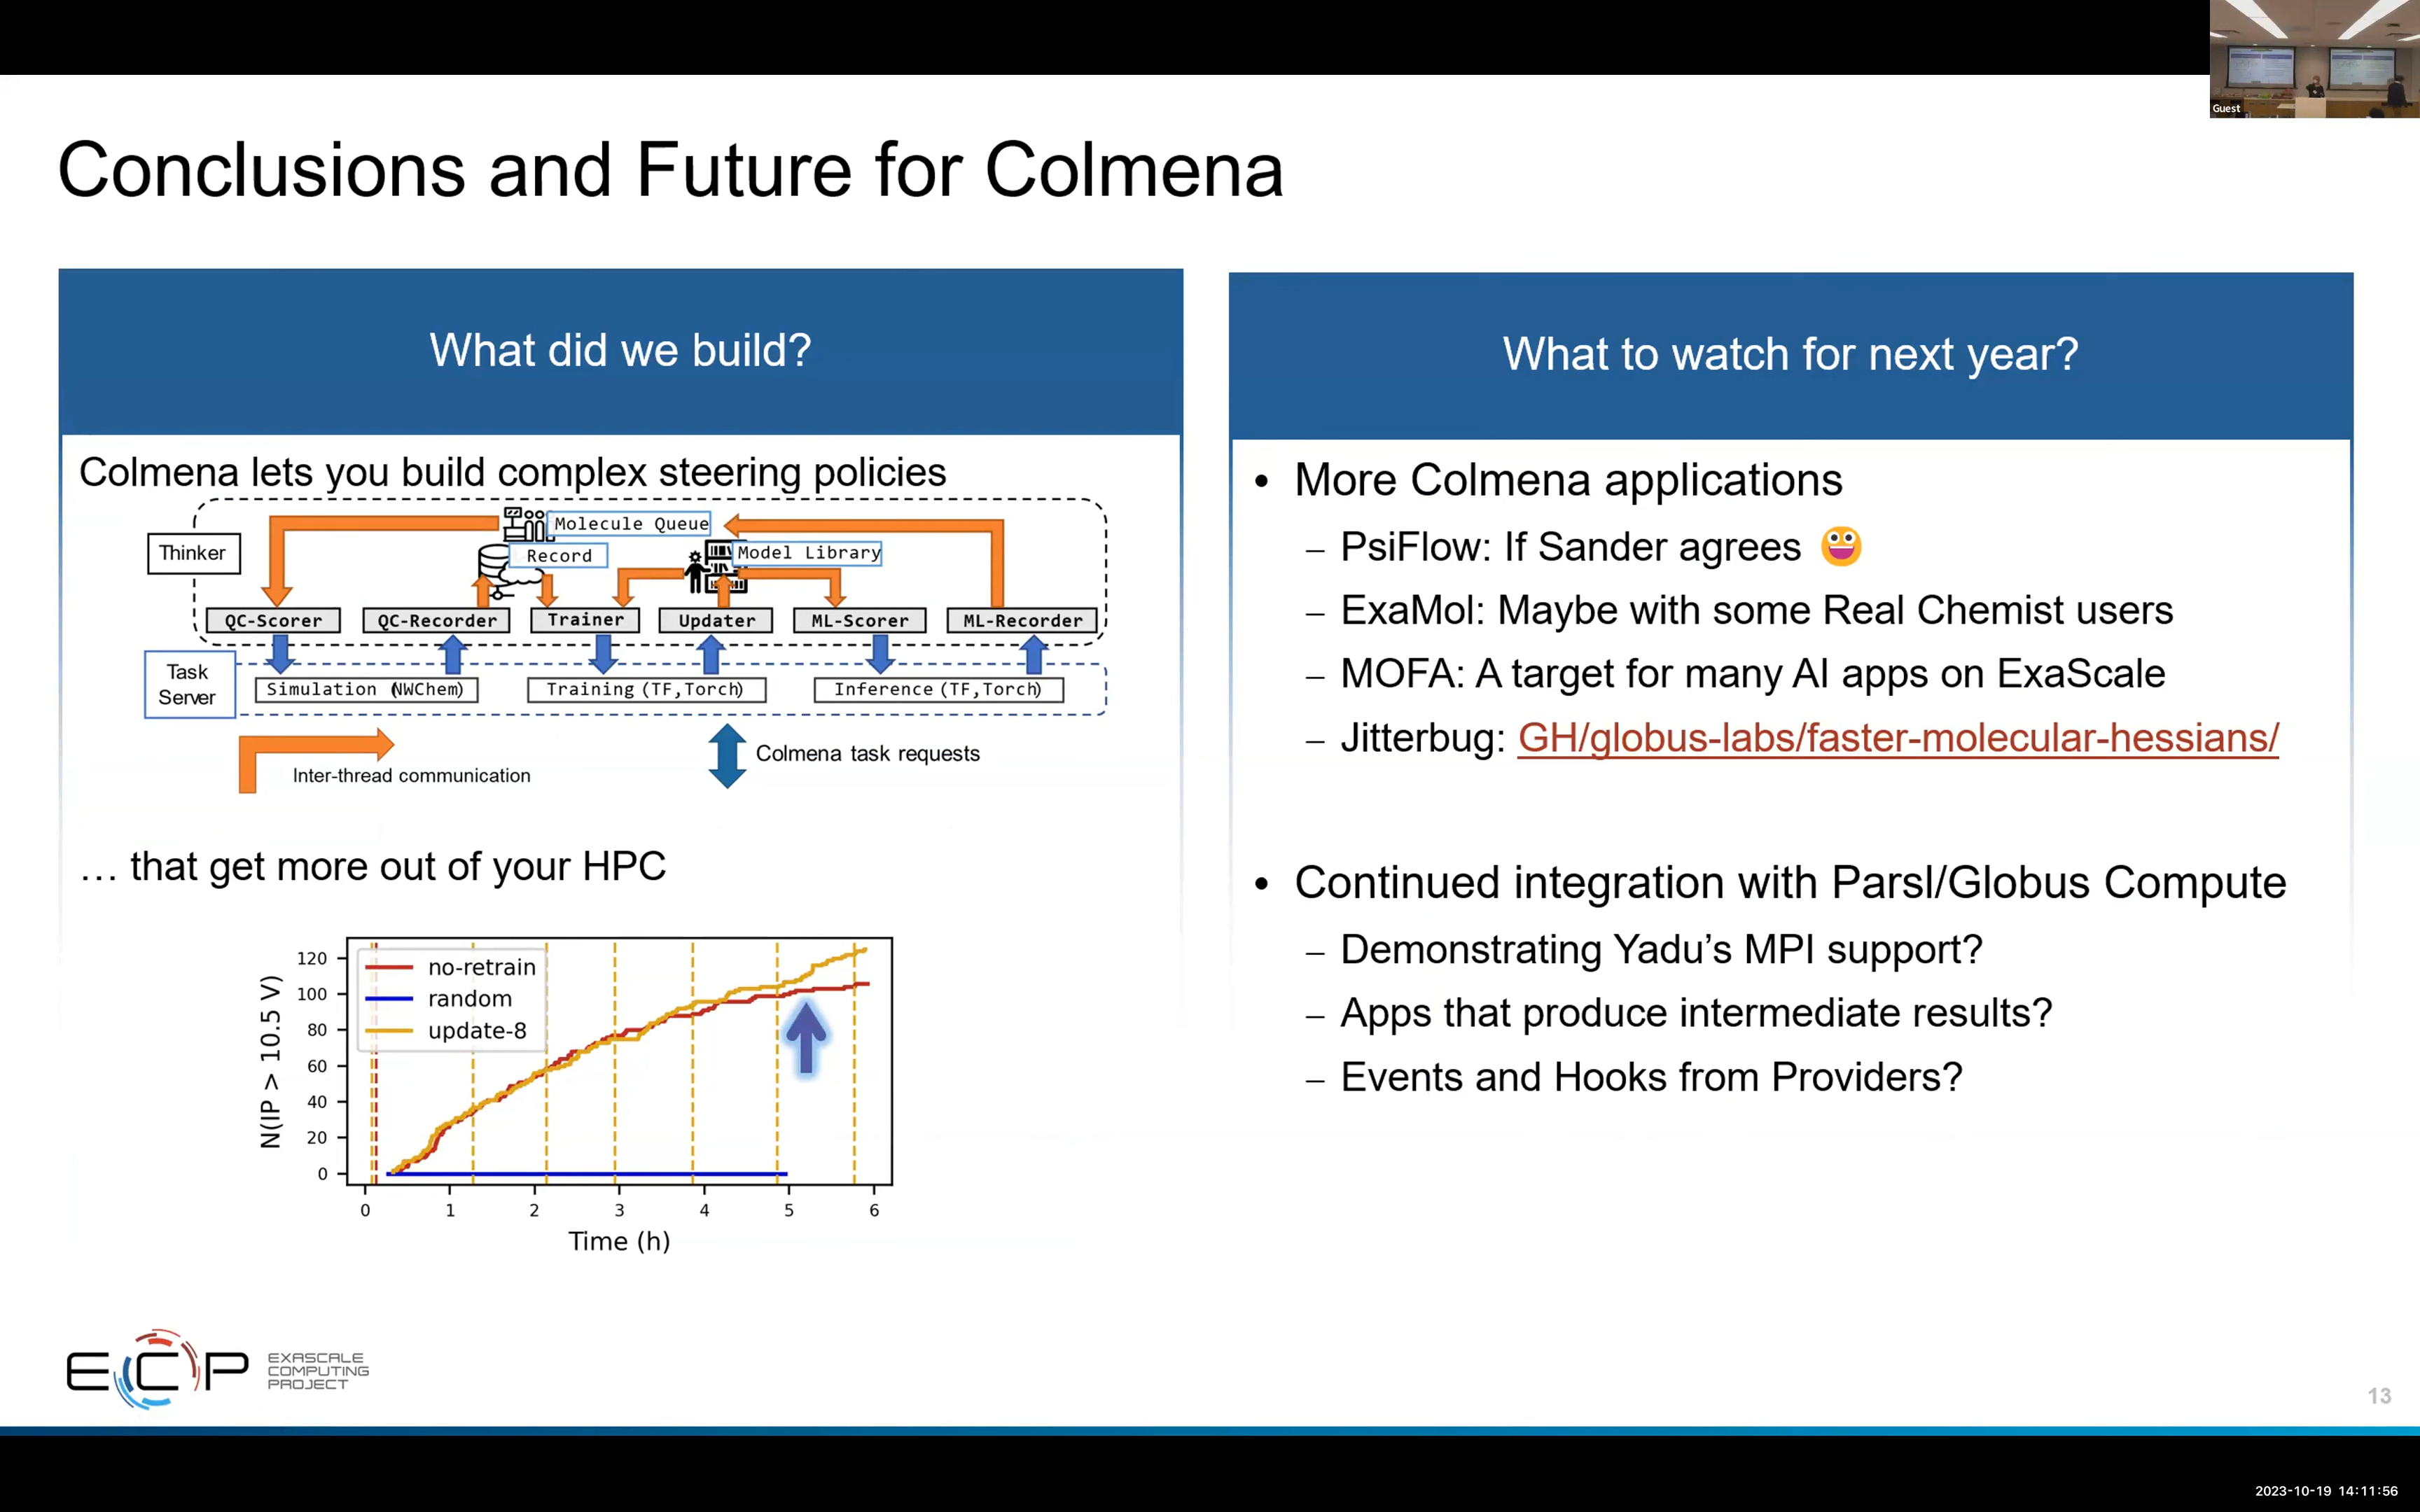 Guest
Conclusions and Future for Colmena
What did we build?
Colmena lets you build complex steering policies
Molecule Queue
Thinker
Record
Model Library
QC-Scorer
QC-Recorder
Trainer
Updater
ML-Scorer
ML-Recorder
Task
Server
Simulation (NWChem)
Training (TF,Torch)
Inference (TF,Torch)
Inter-thread communication
Colmena task requests
… that get more out of your HPC
N(IP > 10.5 V)
120
100
80
60
40
20
0
no-retrain
random
update-8
0 1 2 3 4 5 6
Time (h)
What to watch for next year?
• More Colmena applications
– PsiFlow: If Sander agrees 😀
– ExaMol: Maybe with some Real Chemist users
– MOFA: A target for many AI apps on ExaScale
– Jitterbug: GH/globus-labs/faster-molecular-hessians/
• Continued integration with Parsl/Globus Compute
– Demonstrating Yadu’s MPI support?
– Apps that produce intermediate results?
– Events and Hooks from Providers?
ECP
EXASCALE
COMPUTING
PROJECT
13
2023-10-19 14:11:56